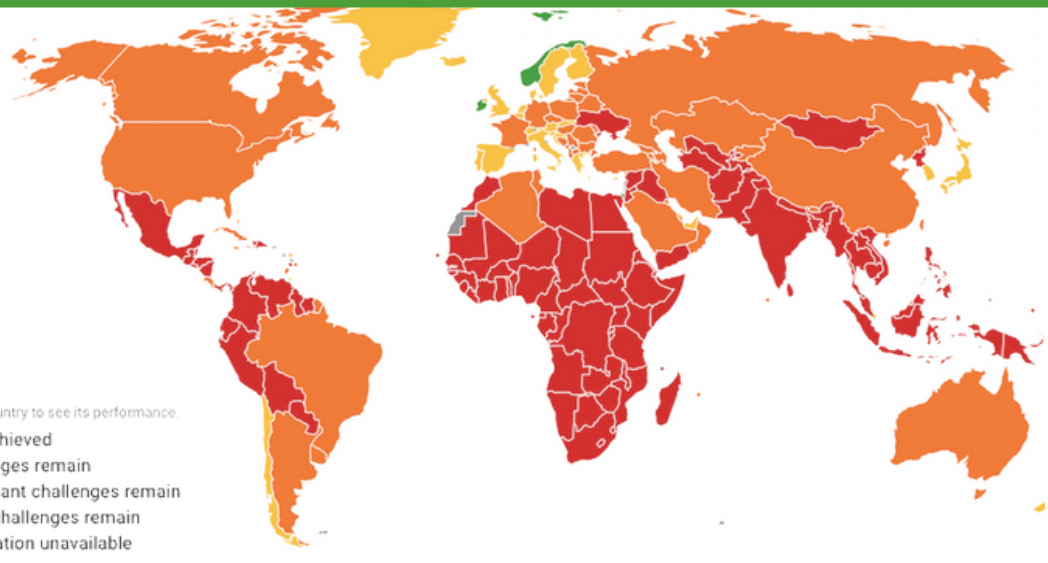 untry to see its performance.
hieved
ges remain
ant challenges remain
hallenges remain
ation unavailable